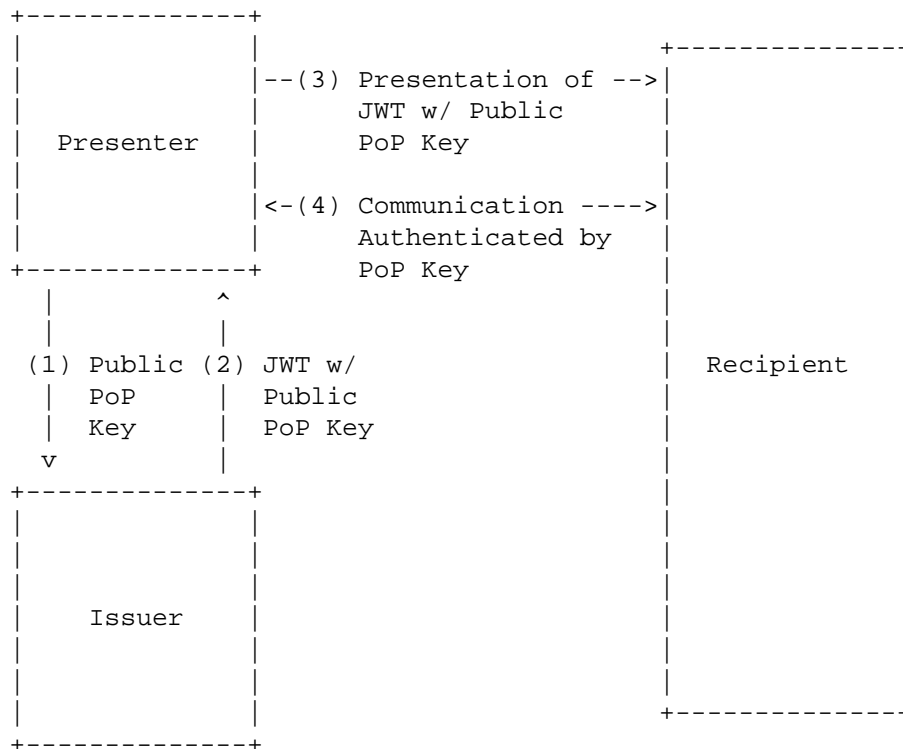 --(3) Presentation of -->
JWT w/ Public
Presenter PoP Key
<-(4) Communication ---->
Authenticated by
PoP Key
(1) Public (2) JWT w/ Recipient
PoP Public
Key PoP Key
Issuer